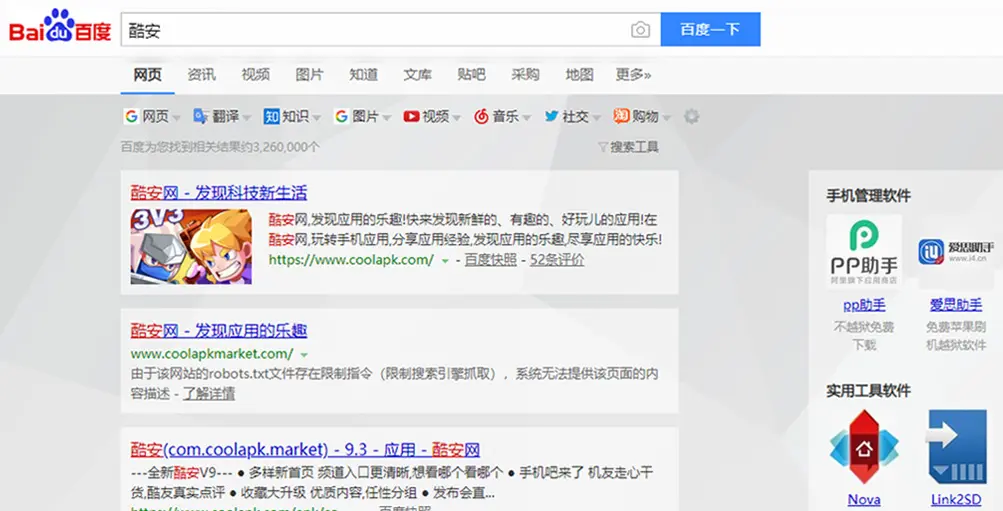 Bai du 百度
酷安
百度一下
网页 资讯 视频 图片 知道 文库 贴吧 采购 地图 更多»
网页 翻译 知识 图片 视频 音乐 社交 购物
百度为您找到相关结果约3,260,000个
搜索工具
酷安网 - 发现科技新生活
3V3
酷安网,发现应用的乐趣!快来发现新鲜的、有趣的、好玩儿的应用!在
酷安网,玩转手机应用,分享应用经验,发现应用的乐趣,尽享应用的快乐!
https://www.coolapk.com/ - 百度快照 - 52条评价
酷安网 - 发现应用的乐趣
www.coolapkmarket.com/
由于该网站的robots.txt文件存在限制指令（限制搜索引擎抓取），系统无法提供该页面的内
容描述 - 了解详情
酷安(com.coolapk.market) - 9.3 - 应用 - 酷安网
---全新酷安V9--- ● 多样新首页 频道入口更清晰,想看哪个看哪个 ● 手机吧来了 机友走心干
货,酷友真实点评 ● 收藏大升级 优质内容,任性分组 ● 发布会直...
手机管理软件
PP助手
阿里旗下应用商店
爱思助手
www.i4.cn
pp助手 爱思助手
不越狱免费
下载
免费苹果刷
机越狱软件
实用工具软件
Nova Link2SD